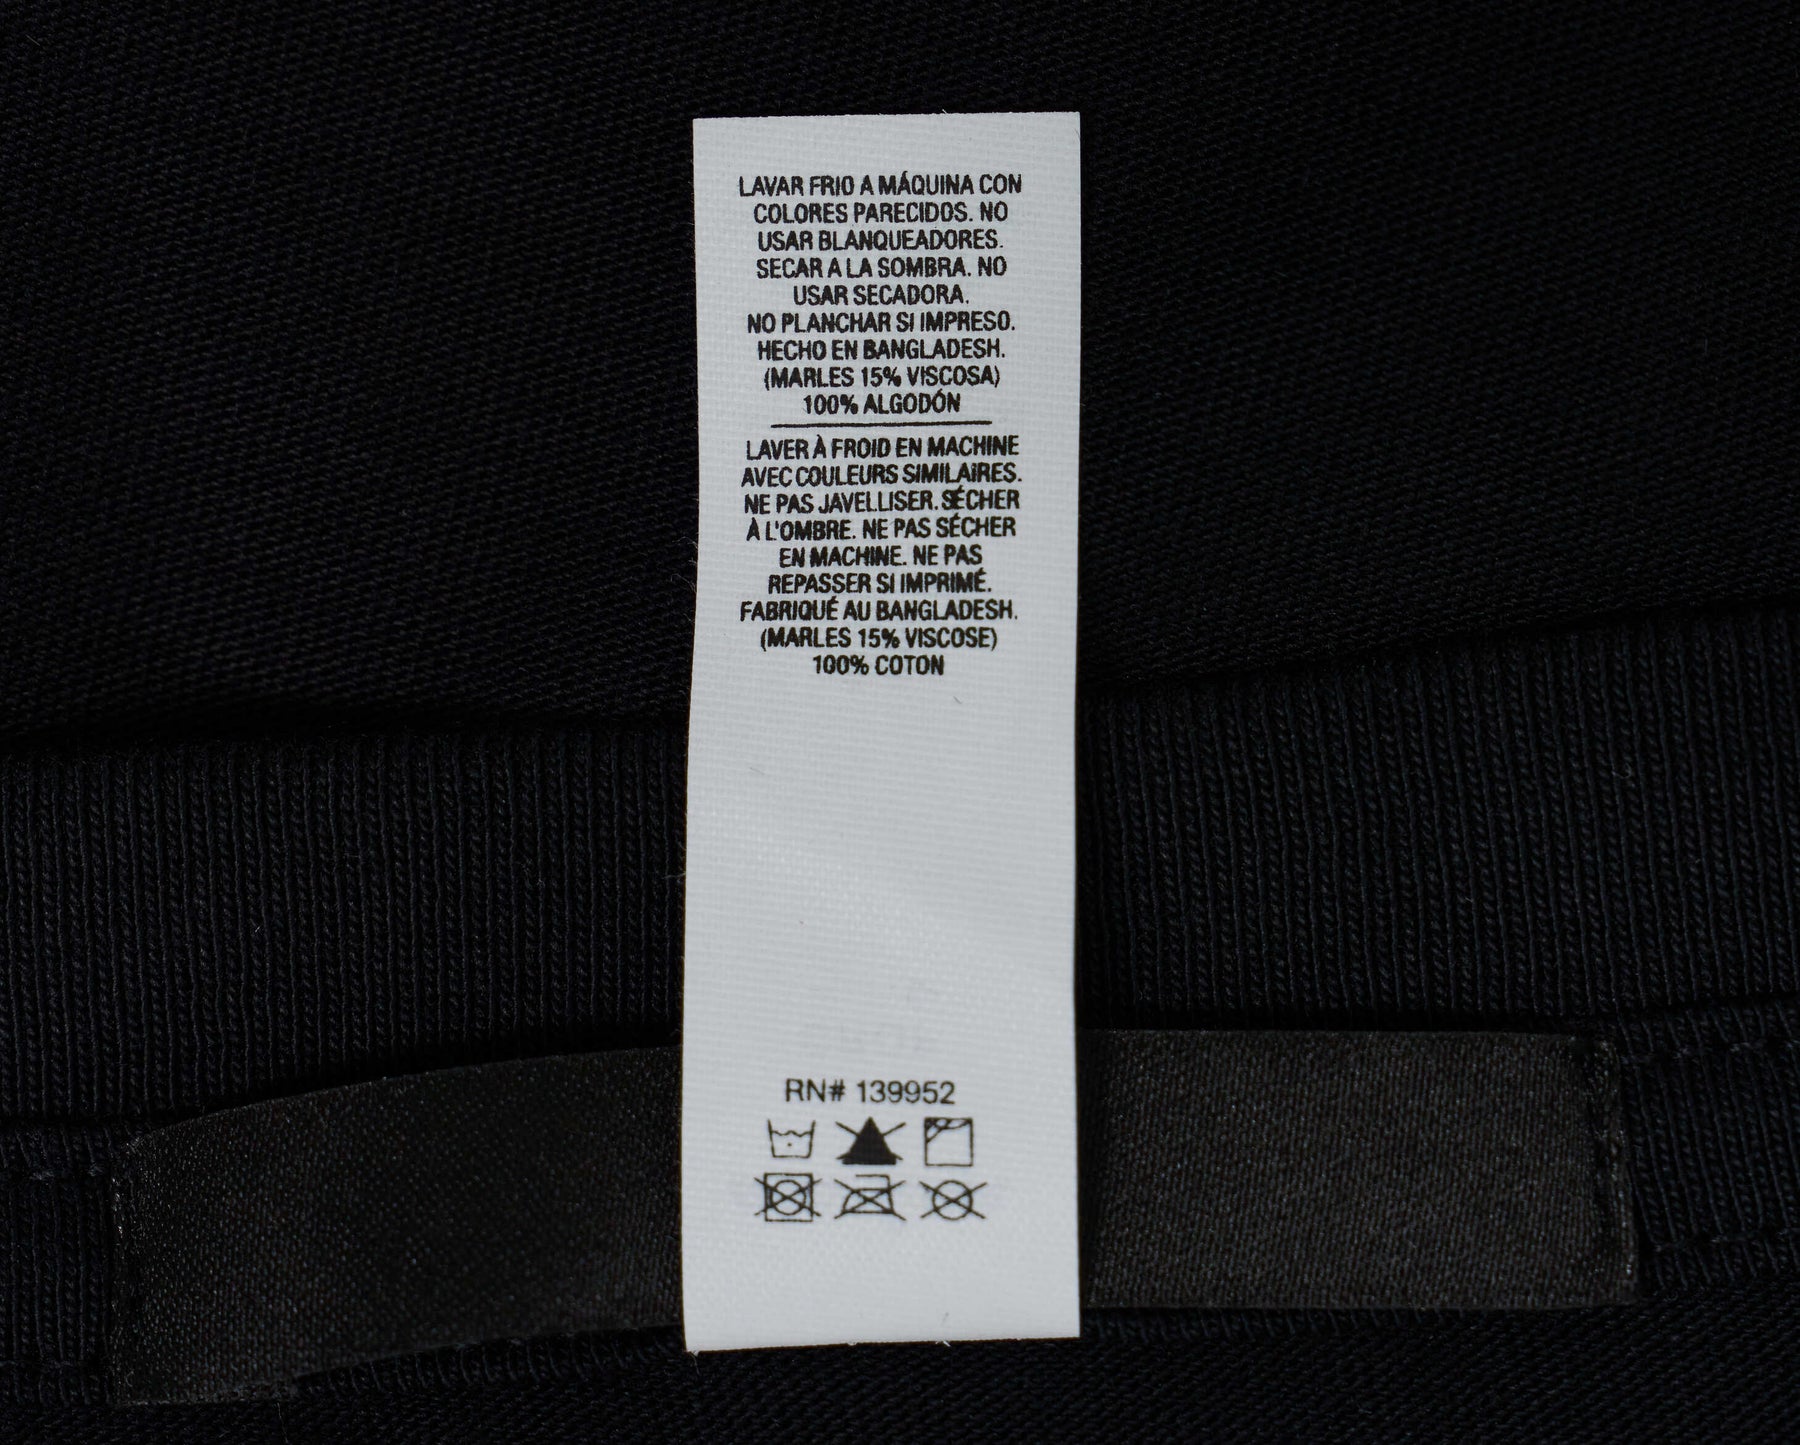 LAVAR FRIO A MÁQUINA CON
COLORES PARECIDOS. NO
USAR BLANQUEADORES.
SECAR A LA SOMBRA. NO
USAR SECADORA.
NO PLANCHAR SI IMPRESO.
HECHO EN BANGLADESH.
(MARLES 15% VISCOSA)
100% ALGODÓN
LAVER À FROID EN MACHINE
AVEC COULEURS SIMILAIRES.
NE PAS JAVELLISER. SÉCHER
À L'OMBRE. NE PAS SÉCHER
EN MACHINE. NE PAS
REPASSER SI IMPRIMÉ.
FABRIQUÉ AU BANGLADESH.
(MARLES 15% VISCOSE)
100% COTON
RN# 139952